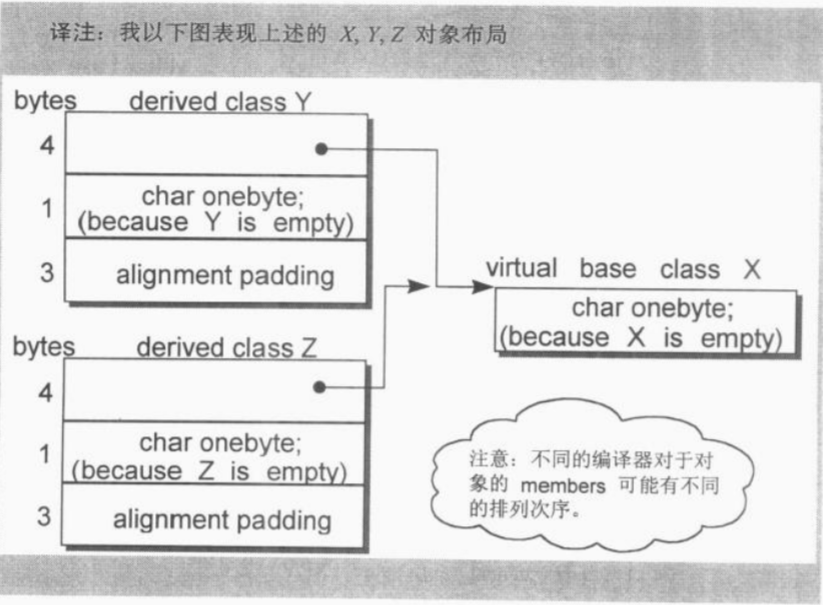 译注：我以下图表现上述的 X, Y, Z 对象布局
bytes derived class Y
4
1 char onebyte;
(because Y is empty)
3 alignment padding
virtual base class X
char onebyte;
(because X is empty)
bytes derived class Z
4
1 char onebyte;
(because Z is empty)
3 alignment padding
注意：不同的编译器对于对
象的 members 可能有不同
的排列次序。